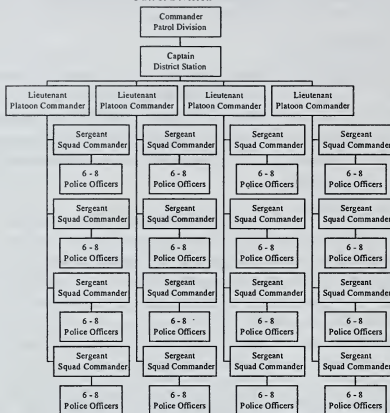 Commander
Patrol Division
Captain
District Station
Lieutenant Lieutenant Lieutenant Lieutenant
Platoon Commander Platoon Commander Platoon Commander Platoon Commander
Sergeant Sergeant Sergeant Sergeant
Squad Commander Squad Commander Squad Commander Squad Commander
6 - 8 6 - 8 6 - 8 6 - 8
Police Officers Police Officers Police Officers Police Officers
Sergeant Sergeant Sergeant Sergeant
Squad Commander Squad Commander Squad Commander Squad Commander
6 - 8 6 - 8 6 - 8 6 - 8
Police Officers Police Officers Police Officers Police Officers
Sergeant Sergeant Sergeant Sergeant
Squad Commander Squad Commander Squad Commander Squad Commander
6 - 8 6 - 8 6 - 8 6 - 8
Police Officers Police Officers Police Officers Police Officers
Sergeant Sergeant Sergeant Sergeant
Squad Commander Squad Commander Squad Commander Squad Commander
6 - 8 6 - 8 6 - 8 6 - 8
Police Officers Police Officers Police Officers Police Officers